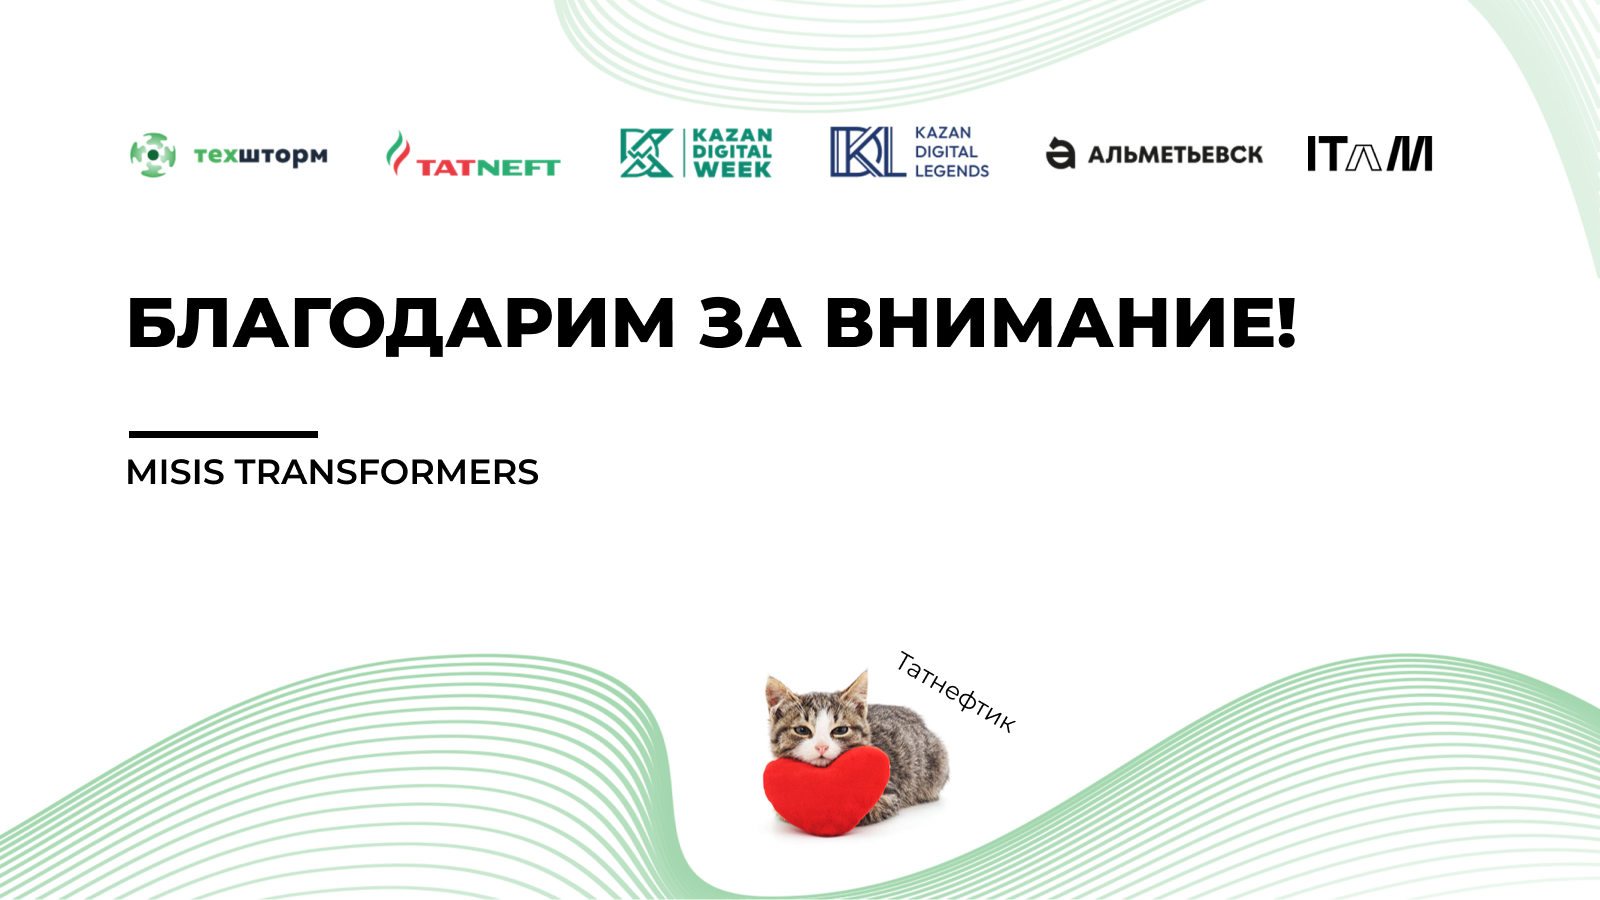 техшторм
TATNEFT
KAZAN
DIGITAL
WEEK
KAZAN
DIGITAL
LEGENDS
АЛЬМЕТЬЕВСК
ITAM
БЛАГОДАРИМ ЗА ВНИМАНИЕ!
MISIS TRANSFORMERS
Татнефтик